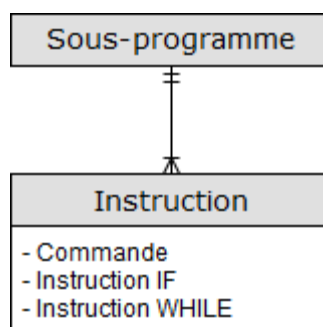 Sous-programme
Instruction
- Commande
- Instruction IF
- Instruction WHILE